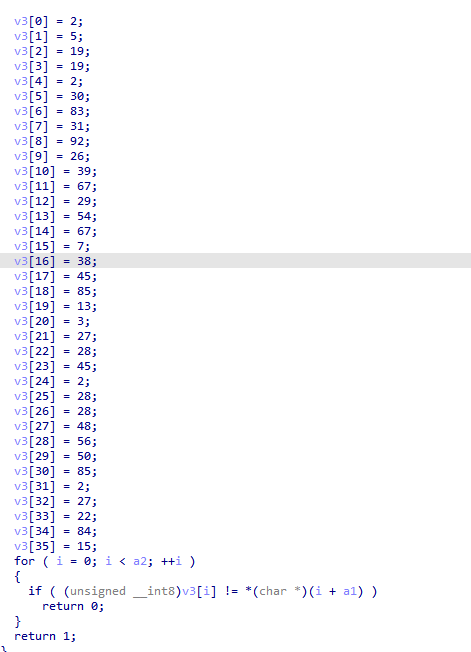 v3[0] = 2;
v3[1] = 5;
v3[2] = 19;
v3[3] = 19;
v3[4] = 2;
v3[5] = 30;
v3[6] = 83;
v3[7] = 31;
v3[8] = 92;
v3[9] = 26;
v3[10] = 39;
v3[11] = 67;
v3[12] = 29;
v3[13] = 54;
v3[14] = 67;
v3[15] = 7;
v3[16] = 38;
v3[17] = 45;
v3[18] = 85;
v3[19] = 13;
v3[20] = 3;
v3[21] = 27;
v3[22] = 28;
v3[23] = 45;
v3[24] = 2;
v3[25] = 28;
v3[26] = 28;
v3[27] = 48;
v3[28] = 56;
v3[29] = 50;
v3[30] = 85;
v3[31] = 2;
v3[32] = 27;
v3[33] = 22;
v3[34] = 84;
v3[35] = 15;
for ( i = 0; i < a2; ++i )
{
if ( (unsigned __int8)v3[i] != *(char *)(i + a1) )
return 0;
}
return 1;
}